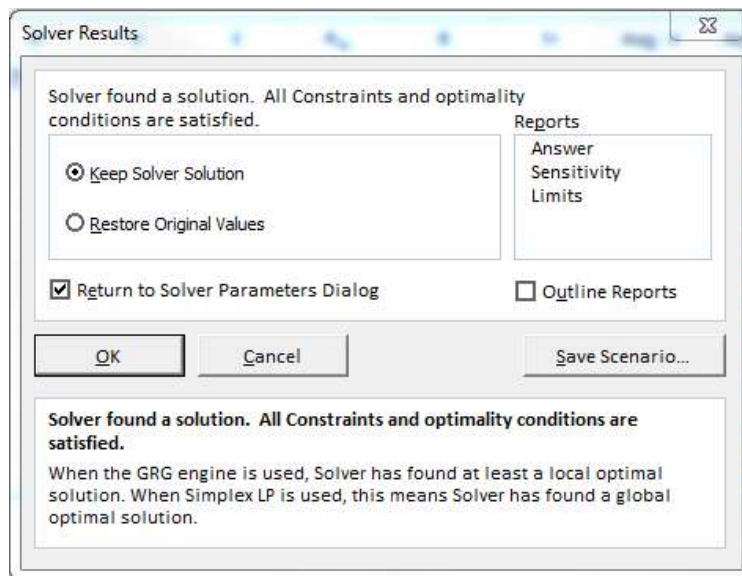 Solver Results
Solver found a solution.  All Constraints and optimality
conditions are satisfied.
Reports
Keep Solver Solution
Restore Original Values
Answer
Sensitivity
Limits
Return to Solver Parameters Dialog
Outline Reports
OK
Cancel
Save Scenario...
Solver found a solution.  All Constraints and optimality conditions are
satisfied.
When the GRG engine is used, Solver has found at least a local optimal
solution. When Simplex LP is used, this means Solver has found a global
optimal solution.